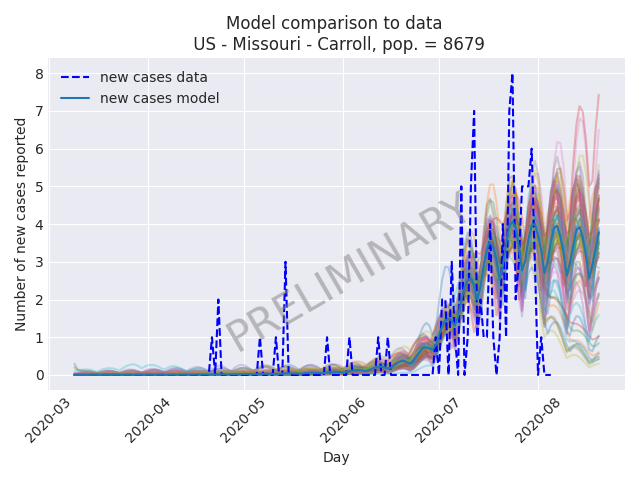 Model comparison to data
US - Missouri - Carroll, pop. = 8679
new cases data
new cases model
8
7
6
5
4
3
2
1
0
Number of new cases reported
PRELIMINARY
2020-03
2020-04
2020-05
2020-06
2020-07
2020-08
Day